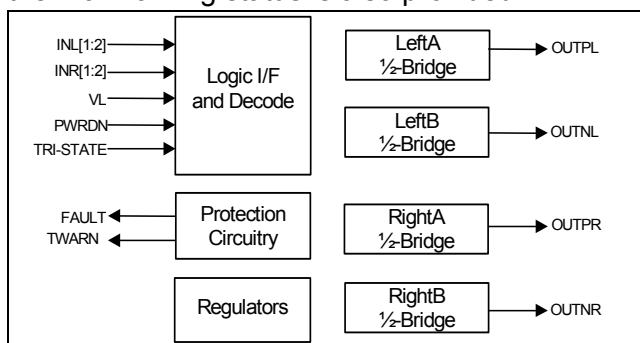 INL[1:2]
INR[1:2]
VL
PWRDN
TRI-STATE
Logic I/F
and Decode
LeftA
½-Bridge
OUTPL
LeftB
½-Bridge
OUTNL
FAULT
TWARN
Protection
Circuitry
RightA
½-Bridge
OUTPR
Regulators
RightB
½-Bridge
OUTNR